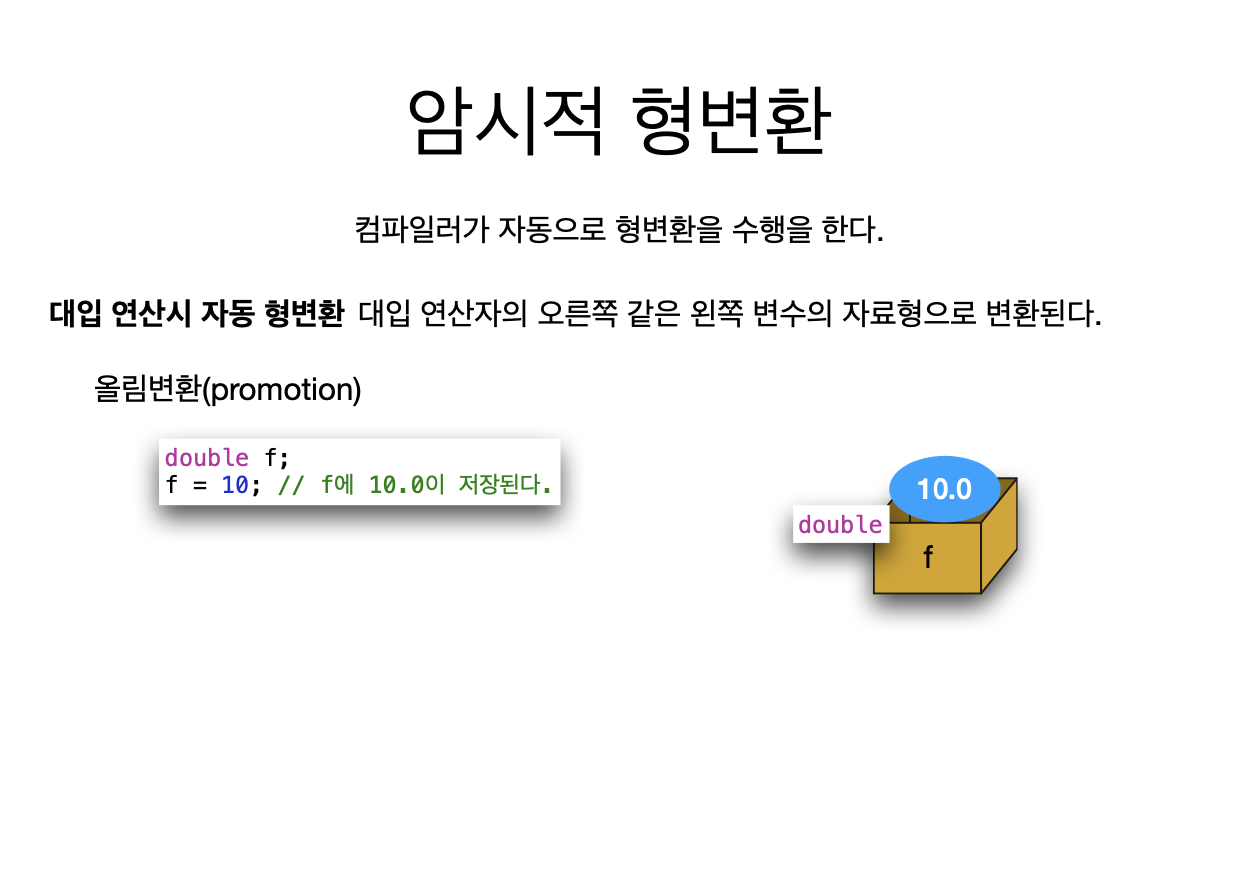 암시적 형변환
컴파일러가 자동으로 형변환을 수행을 한다.
대입 연산시 자동 형변환 대입 연산자의 오른쪽 같은 왼쪽 변수의 자료형으로 변환된다.
올림변환(promotion)
double f;
f = 10; // f에 10.0이 저장된다.
10.0
double
f